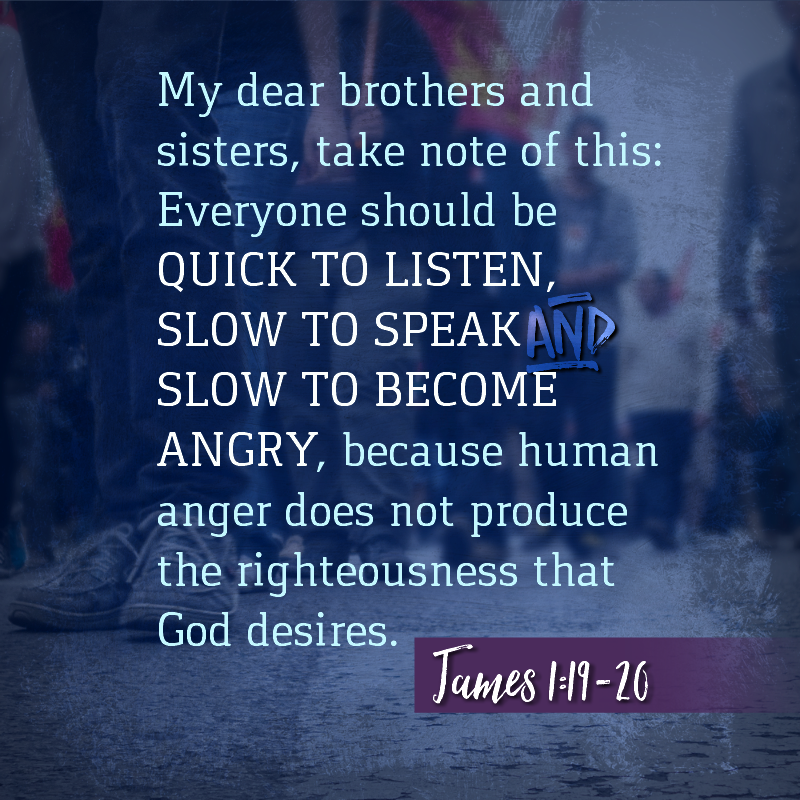 My dear brothers and
sisters, take note of this:
Everyone should be
QUICK TO LISTEN,
SLOW TO SPEAK AND
SLOW TO BECOME
ANGRY, because human
anger does not produce
the righteousness that
God desires.
James 1:19-20